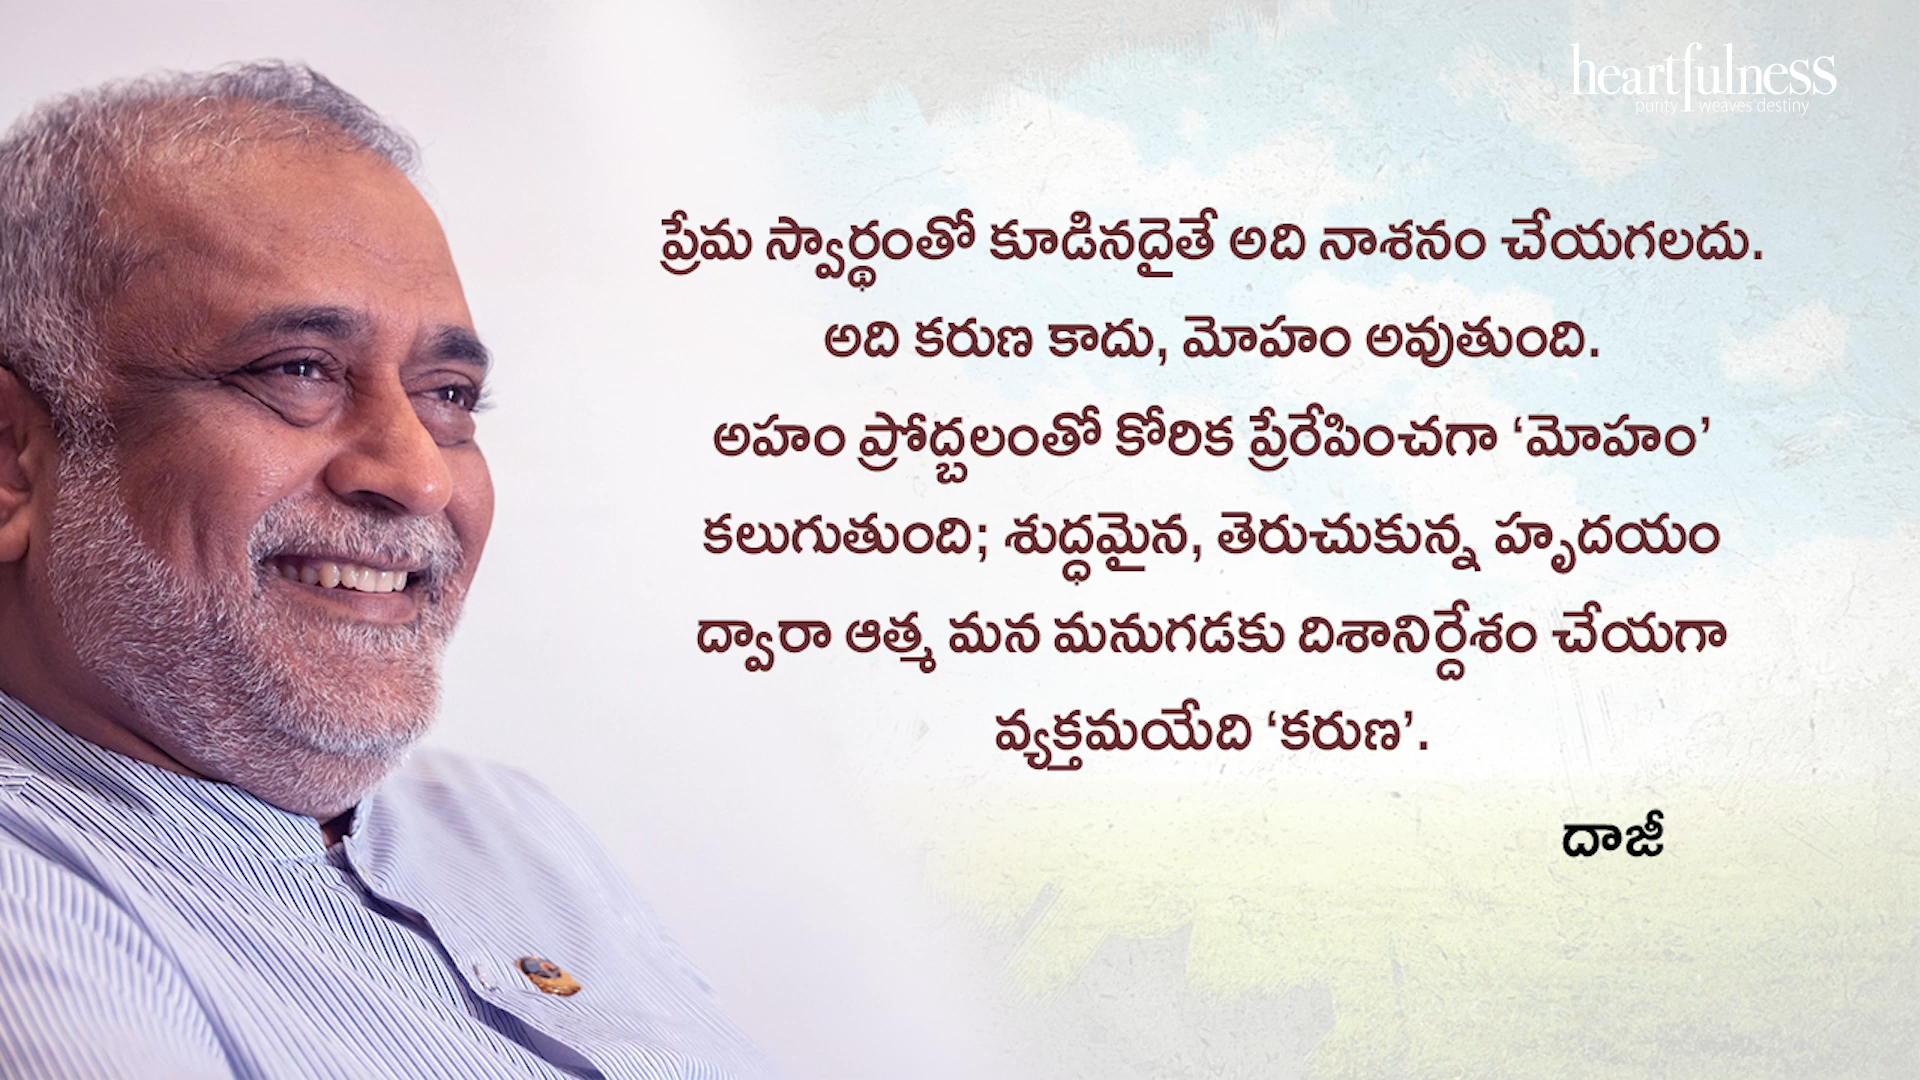 heartfulness
purity weaves destiny
ప్రేమ స్వార్థంతో కూడినదైతే అది నాశనం చేయగలదు.
అది కరుణ కాదు, మోహం అవుతుంది.
అహం ప్రోద్బలంతో కోరిక ప్రేరేపించగా ‘మోహం’
కలుగుతుంది; శుద్ధమైన, తెరుచుకున్న హృదయం
ద్వారా ఆత్మ మన మనుగడకు దిశానిర్దేశం చేయగా
వ్యక్తమయేది ‘కరుణ’.
దాజీ